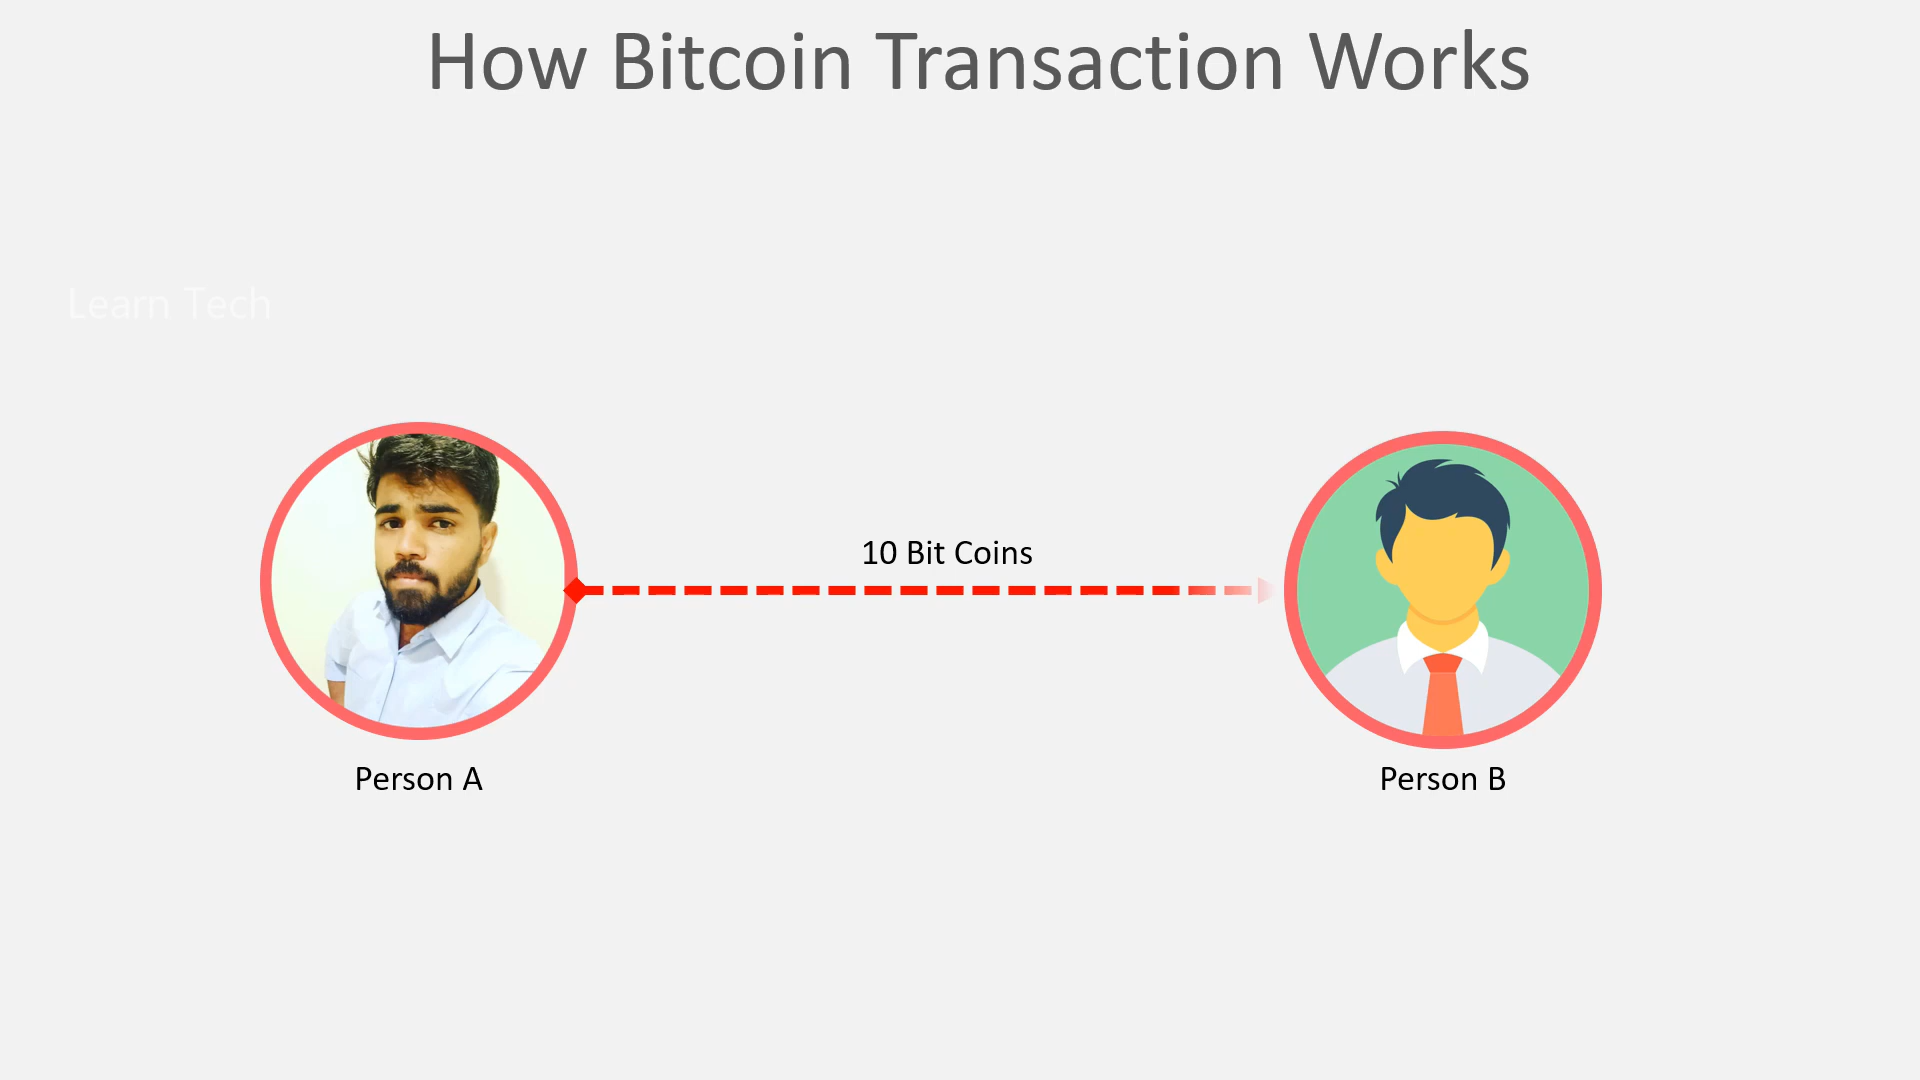 How Bitcoin Transaction Works
Learn Tech
10 Bit Coins
Person A
Person B